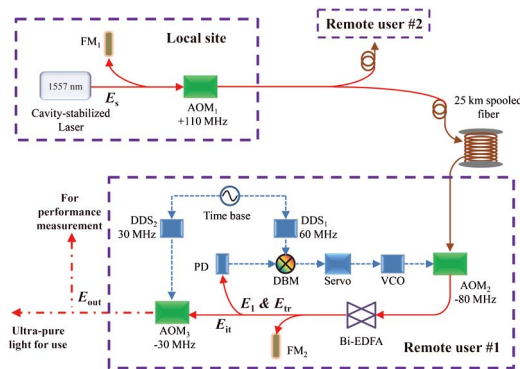 Local site
FM₁
1557 nm
Cavity-stabilized
Laser
Eₛ
AOM₁
+110 MHz
Remote user #2
25 km spooled
fiber
For
performance
measurement
DDS₂
30 MHz
Time base
DDS₁
60 MHz
PD
DBM
Servo
VCO
AOM₂
-80 MHz
E₁ & Eₜᵣ
Eᵢₜ
Eout
Ultra-pure
light for use
AOM₃
-30 MHz
FM₂
Bi-EDFA
Remote user #1